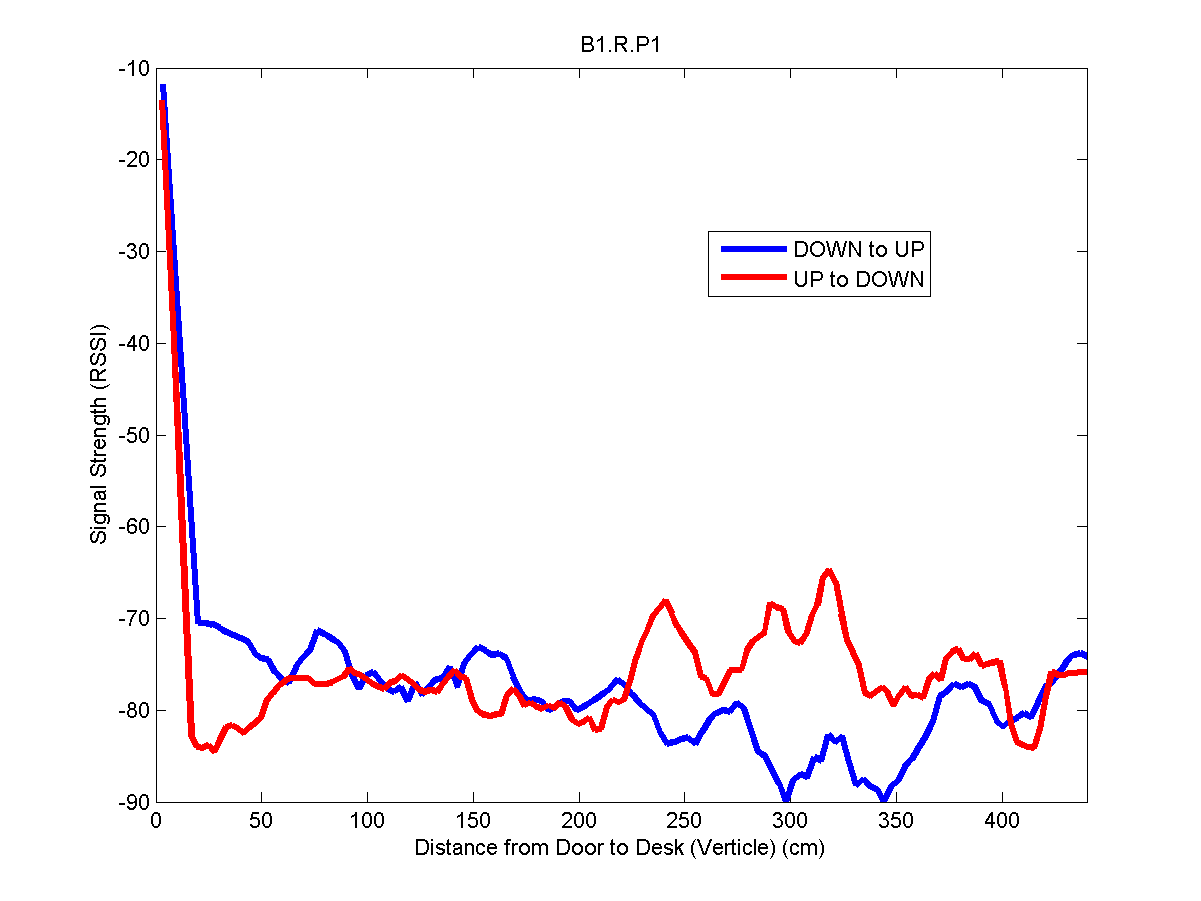 B1.R.P1
-10
-20
-30
-40
-50
-60
-70
-80
-90
Signal Strength (RSSI)
DOWN to UP
UP to DOWN
0 50 100 150 200 250 300 350 400
Distance from Door to Desk (Verticle) (cm)